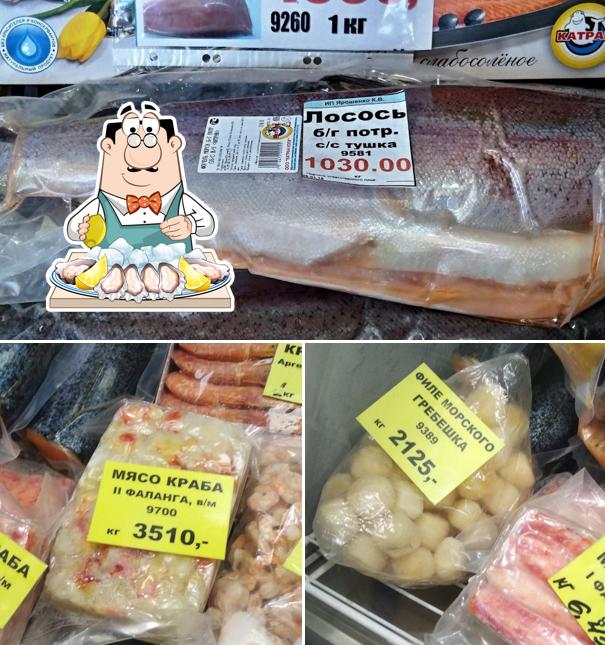 9260 1 кг
КАТРАН
слабосолёное
ИП Ярошенко К.В.
Лосось
б/г потр.
с/с тушка
9581
1030.00
кг
МЯСО КРАБА
II ФАЛАНГА, в/м
9700
кг 3510,-
ФИЛЕ МОРСКОГО
ГРЕБЕШКА
9389
кг 2125,-